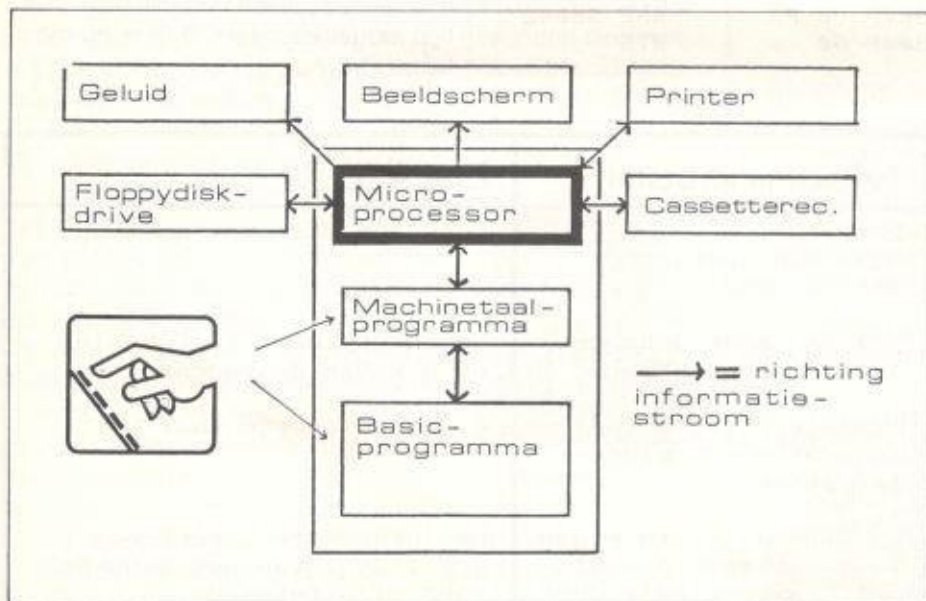 Geluid
Beeldscherm
Printer
Floppydisk-
drive
Micro-
processor
Cassetterec.
Machinetaal-
programma
Basic-
programma
= richting
informatie-
stroom